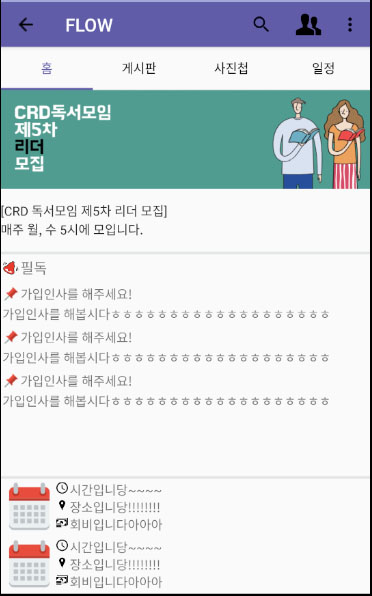 FLOW
홈 게시판 사진첩 일정
CRD독서모임
제5차
리더
모집
[CRD 독서모임 제5차 리더 모집]
매주 월, 수 5시에 모입니다.
필독
가입인사를 해주세요!
가입인사를 해봅시다ㅎㅎㅎㅎㅎㅎㅎㅎㅎㅎㅎㅎㅎㅎㅎㅎㅎㅎㅎ
가입인사를 해주세요!
가입인사를 해봅시다ㅎㅎㅎㅎㅎㅎㅎㅎㅎㅎㅎㅎㅎㅎㅎㅎㅎㅎㅎ
가입인사를 해주세요!
가입인사를 해봅시다ㅎㅎㅎㅎㅎㅎㅎㅎㅎㅎㅎㅎㅎㅎㅎㅎㅎㅎㅎ
시간입니당~~~~
장소입니당!!!!!!!!
회비입니다아아아
시간입니당~~~~
장소입니당!!!!!!!!
회비입니다아아아